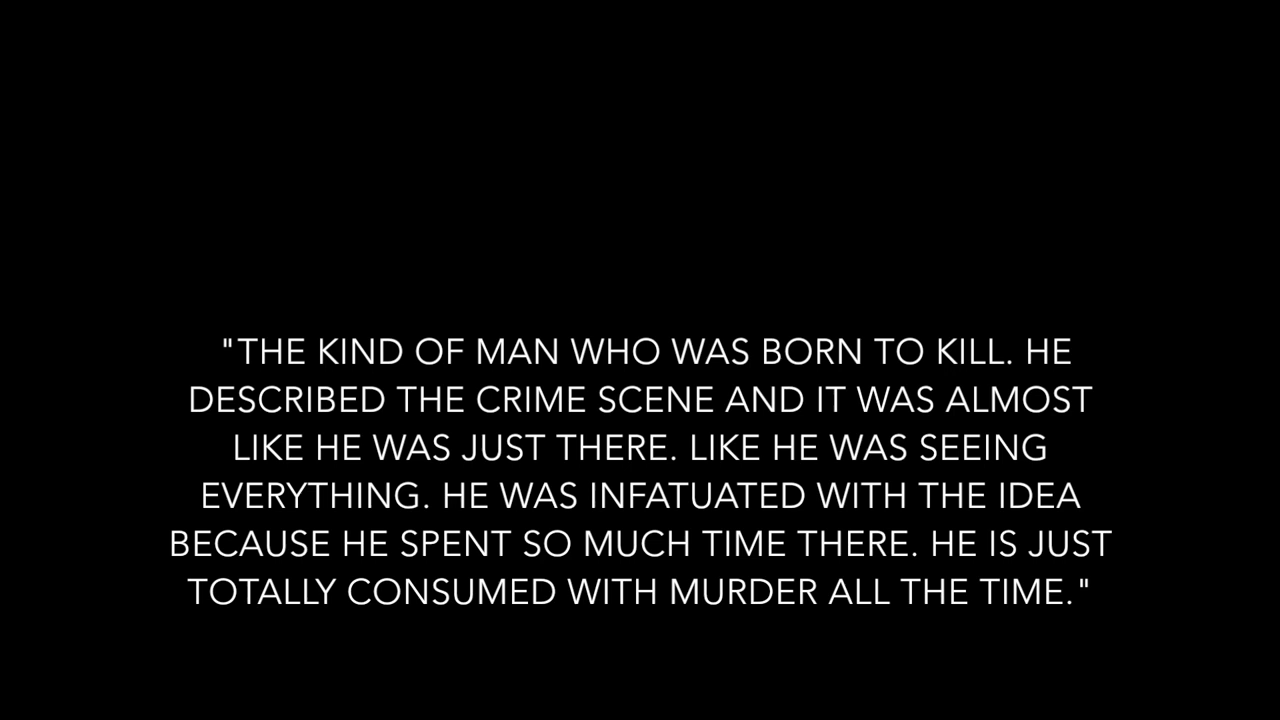 "THE KIND OF MAN WHO WAS BORN TO KILL. HE
DESCRIBED THE CRIME SCENE AND IT WAS ALMOST
LIKE HE WAS JUST THERE. LIKE HE WAS SEEING
EVERYTHING. HE WAS INFATUATED WITH THE IDEA
BECAUSE HE SPENT SO MUCH TIME THERE. HE IS JUST
TOTALLY CONSUMED WITH MURDER ALL THE TIME."